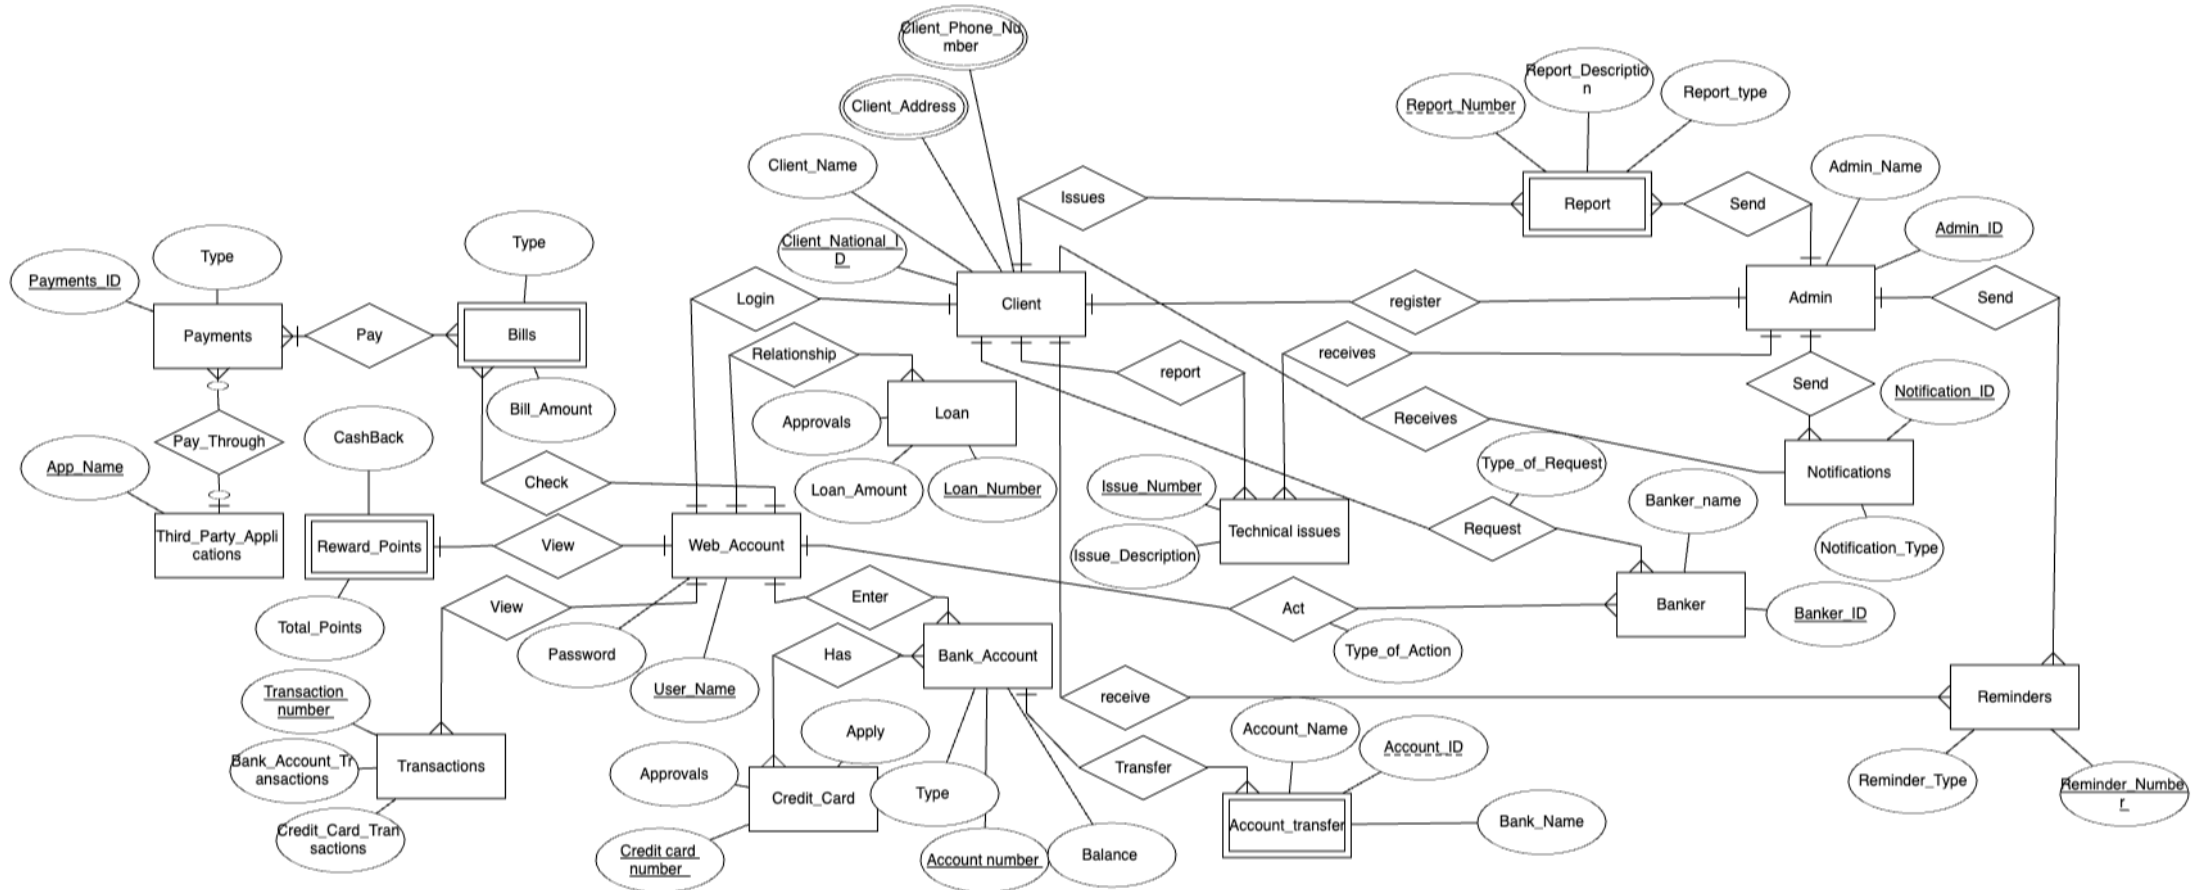 Client_Phone_Nu
mber
Client_Address
Client_Name
Client_National_I
D
Issues
Report_Number
Report_Descriptio
n
Report_type
Report
Send
Admin_Name
Admin_ID
Payments_ID
Type
Type
Payments
Pay
Bills
Login
Client
register
Admin
Send
Relationship
receives
report
Send
Bill_Amount
Approvals
Loan
Receives
Notification_ID
Pay_Through
CashBack
App_Name
Check
Loan_Amount
Loan_Number
Issue_Number
Type_of_Request
Banker_name
Notifications
Third_Party_Appli
cations
Reward_Points
View
Web_Account
Technical issues
Request
Issue_Description
Notification_Type
Total_Points
View
Enter
Act
Banker
Banker_ID
Password
User_Name
Has
Bank_Account
Type_of_Action
Transaction
number
receive
Reminders
Bank_Account_Tr
ansactions
Transactions
Apply
Approvals
Credit_Card
Type
Transfer
Account_Name
Account_ID
Credit_Card_Tran
sactions
Credit card
number
Account number
Balance
Account_transfer
Bank_Name
Reminder_Type
Reminder_Numbe
r